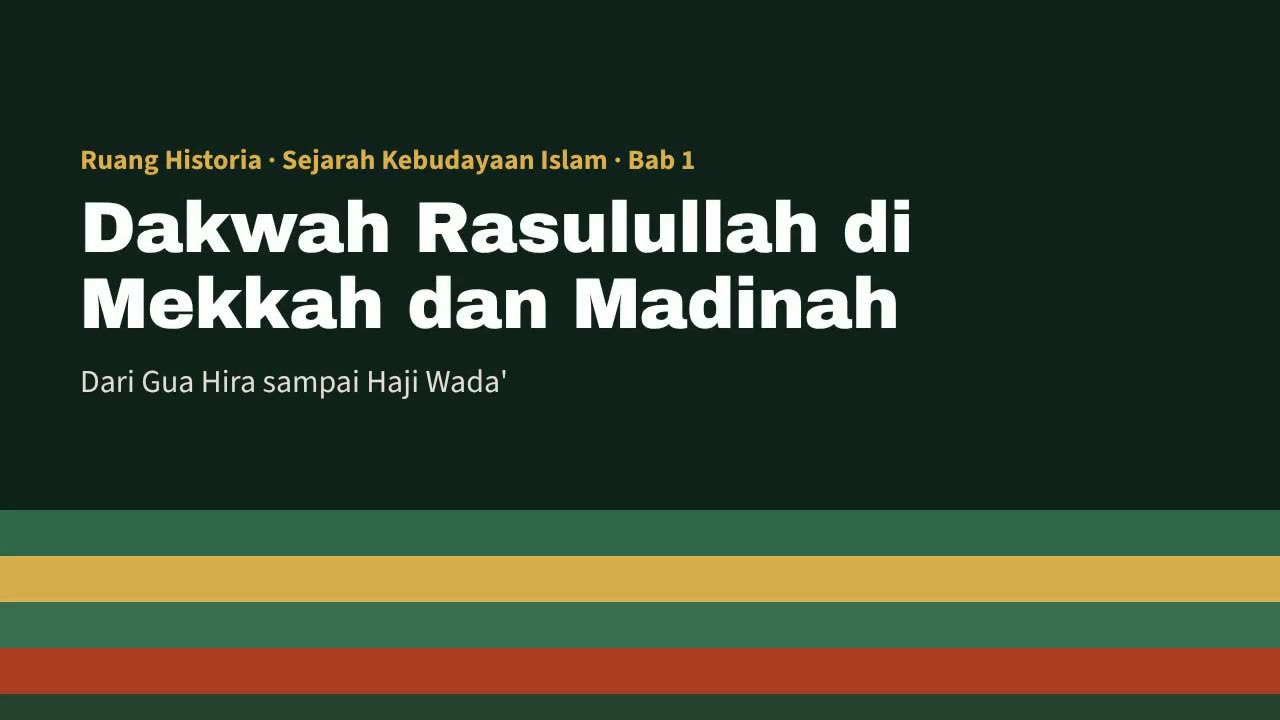 Ruang Historia · Sejarah Kebudayaan Islam · Bab 1
Dakwah Rasulullah di
Mekkah dan Madinah
Dari Gua Hira sampai Haji Wada'